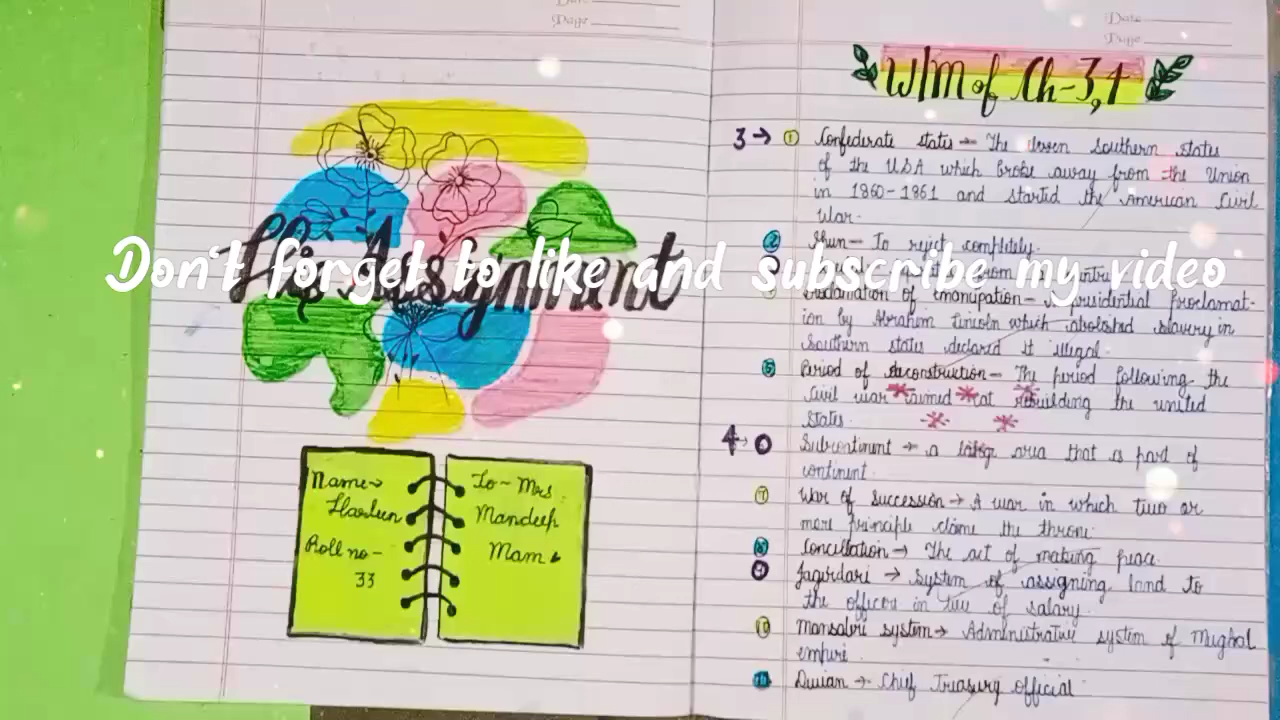 Date
Page
His Assignment
Name→
Harleen
Roll no-
33
To- Mrs.
Mandeep
Mam
Date
Page
W/M of Ch-3,4
3 → 1 Confederate states — The eleven Southern states
of the USA which broke away from the Union
in 1860-1861 and started the American Civil
War.
2 Shun — To reject completely.
Don't forget to like and subscribe my video
of emancipation — A presidential Proclamat-
ion by Abraham Lincoln which abolished slavery in
Southern states declared it illegal.
5 Period of Reconstruction — The period following the
Civil war aimed at rebuilding the united
States.
4 → Subcontinent → a large area that is part of
continent.
7 War of Succession → A war in which two or
more principle claime the throne.
8 Concillation → The act of making peace.
9 Jagirdari → System of assigning land to
the officers in lieu of salary.
10 Mansabri system → Administrative system of Mughal
empire.
11 Diwan → Chief Treasury official